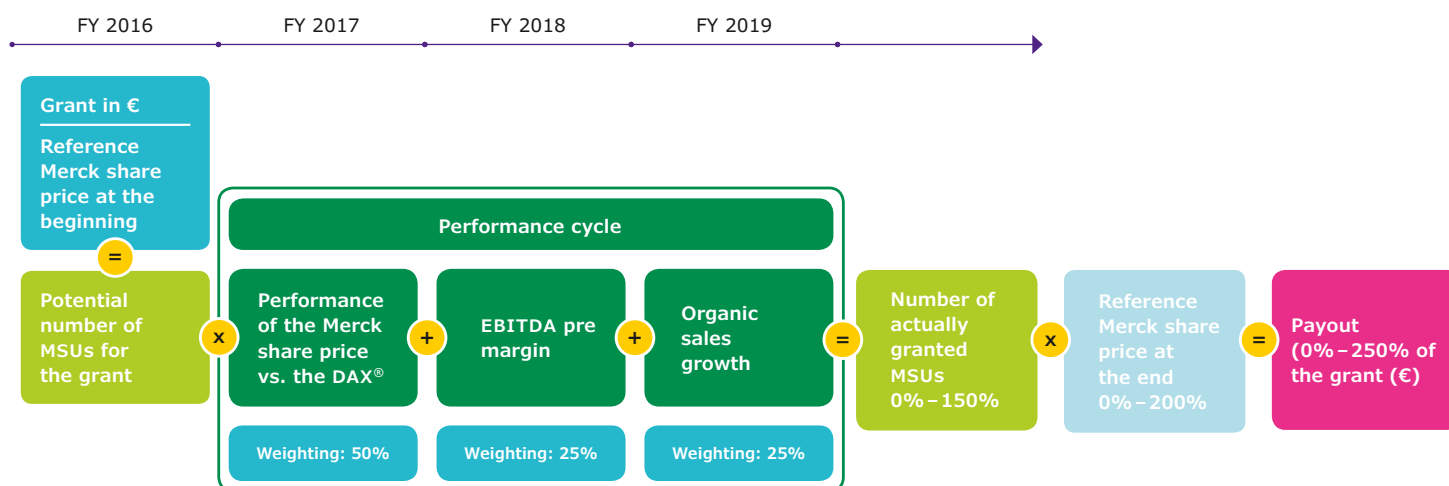 FY 2016
FY 2017
FY 2018
FY 2019
Grant in €
Reference
Merck share
price at the
beginning
=
Potential
number of
MSUs for
the grant
x
Performance cycle
Performance
of the Merck
share price
vs. the DAX®
+
EBITDA pre
margin
+
Organic
sales
growth
Weighting: 50%
Weighting: 25%
Weighting: 25%
=
Number of
actually
granted
MSUs
0%–150%
x
Reference
Merck share
price at
the end
0%–200%
=
Payout
(0%–250% of
the grant (€)